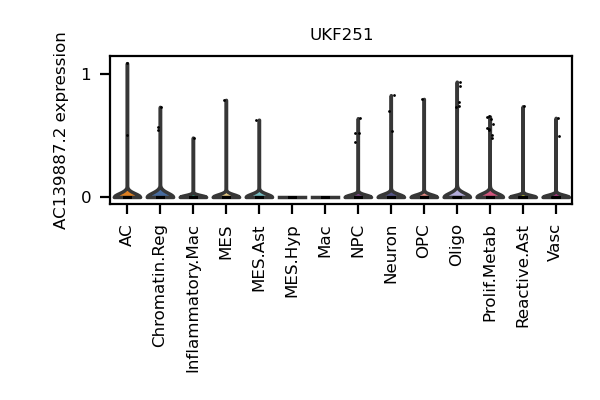 UKF251
AC139887.2 expression
1
0
AC
Chromatin.Reg
Inflammatory.Mac
MES
MES.Ast
MES.Hyp
Mac
NPC
Neuron
OPC
Oligo
Prolif.Metab
Reactive.Ast
Vasc